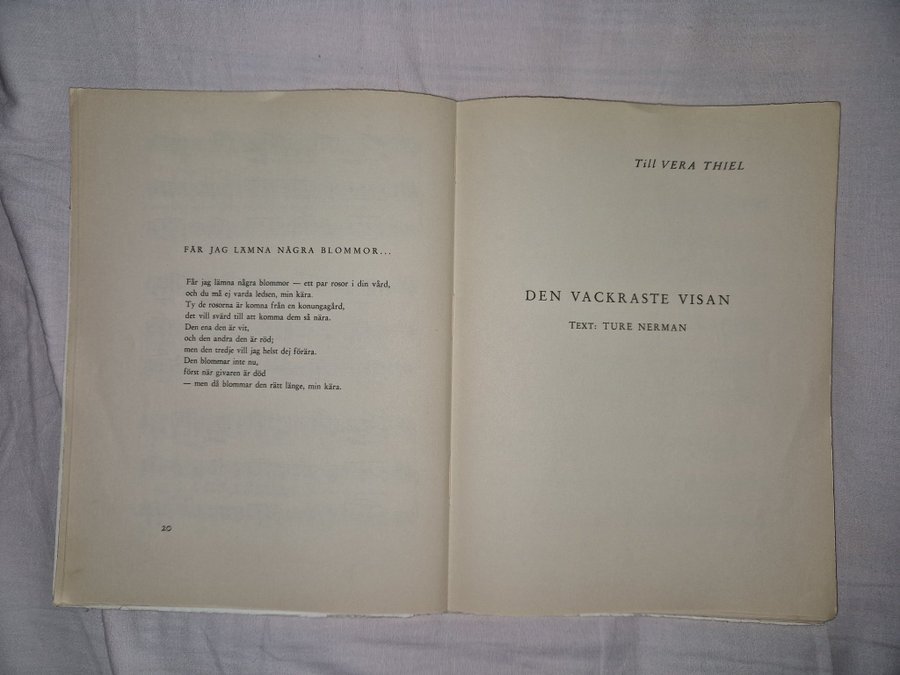 FÅR JAG LÄMNA NÅGRA BLOMMOR...
Får jag lämna några blommor — ett par rosor i din vård,
och du må ej varda ledsen, min kära.
Ty de rosorna är komna från en konungagård,
det vill svärd till att komma dem så nära.
Den ena den är vit,
och den andra den är röd;
men den tredje vill jag helst dej förära.
Den blommar inte nu,
först när givaren är död
— men då blommar den rätt länge, min kära.
20
Till VERA THIEL
DEN VACKRASTE VISAN
TEXT: TURE NERMAN